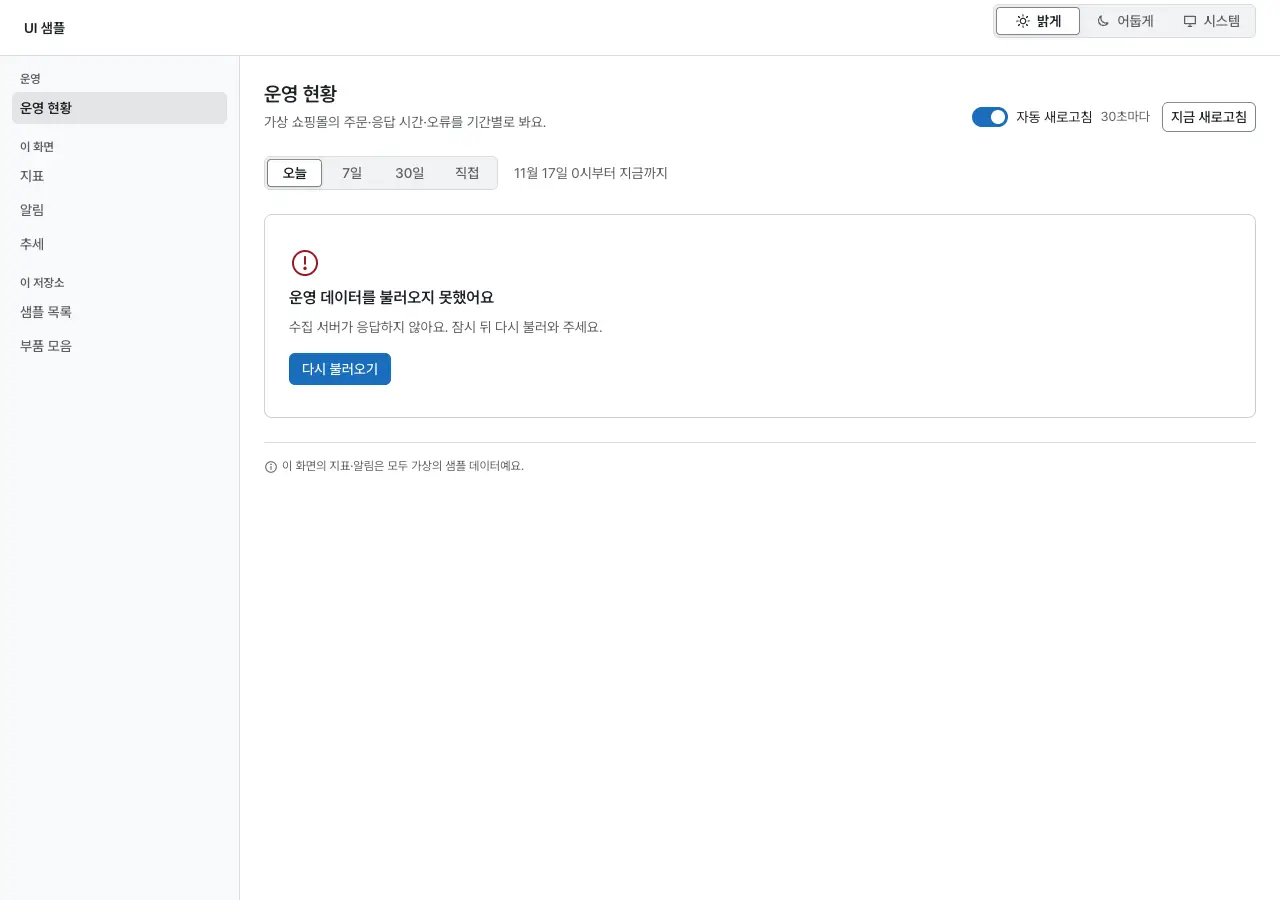 UI 샘플
밝게
어둡게
시스템
운영
운영 현황
이 화면
지표
알림
추세
이 저장소
샘플 목록
부품 모음
운영 현황
가상 쇼핑몰의 주문·응답 시간·오류를 기간별로 봐요.
자동 새로고침 30초마다
지금 새로고침
오늘
7일
30일
직접
11월 17일 0시부터 지금까지
운영 데이터를 불러오지 못했어요
수집 서버가 응답하지 않아요. 잠시 뒤 다시 불러와 주세요.
다시 불러오기
이 화면의 지표·알림은 모두 가상의 샘플 데이터예요.